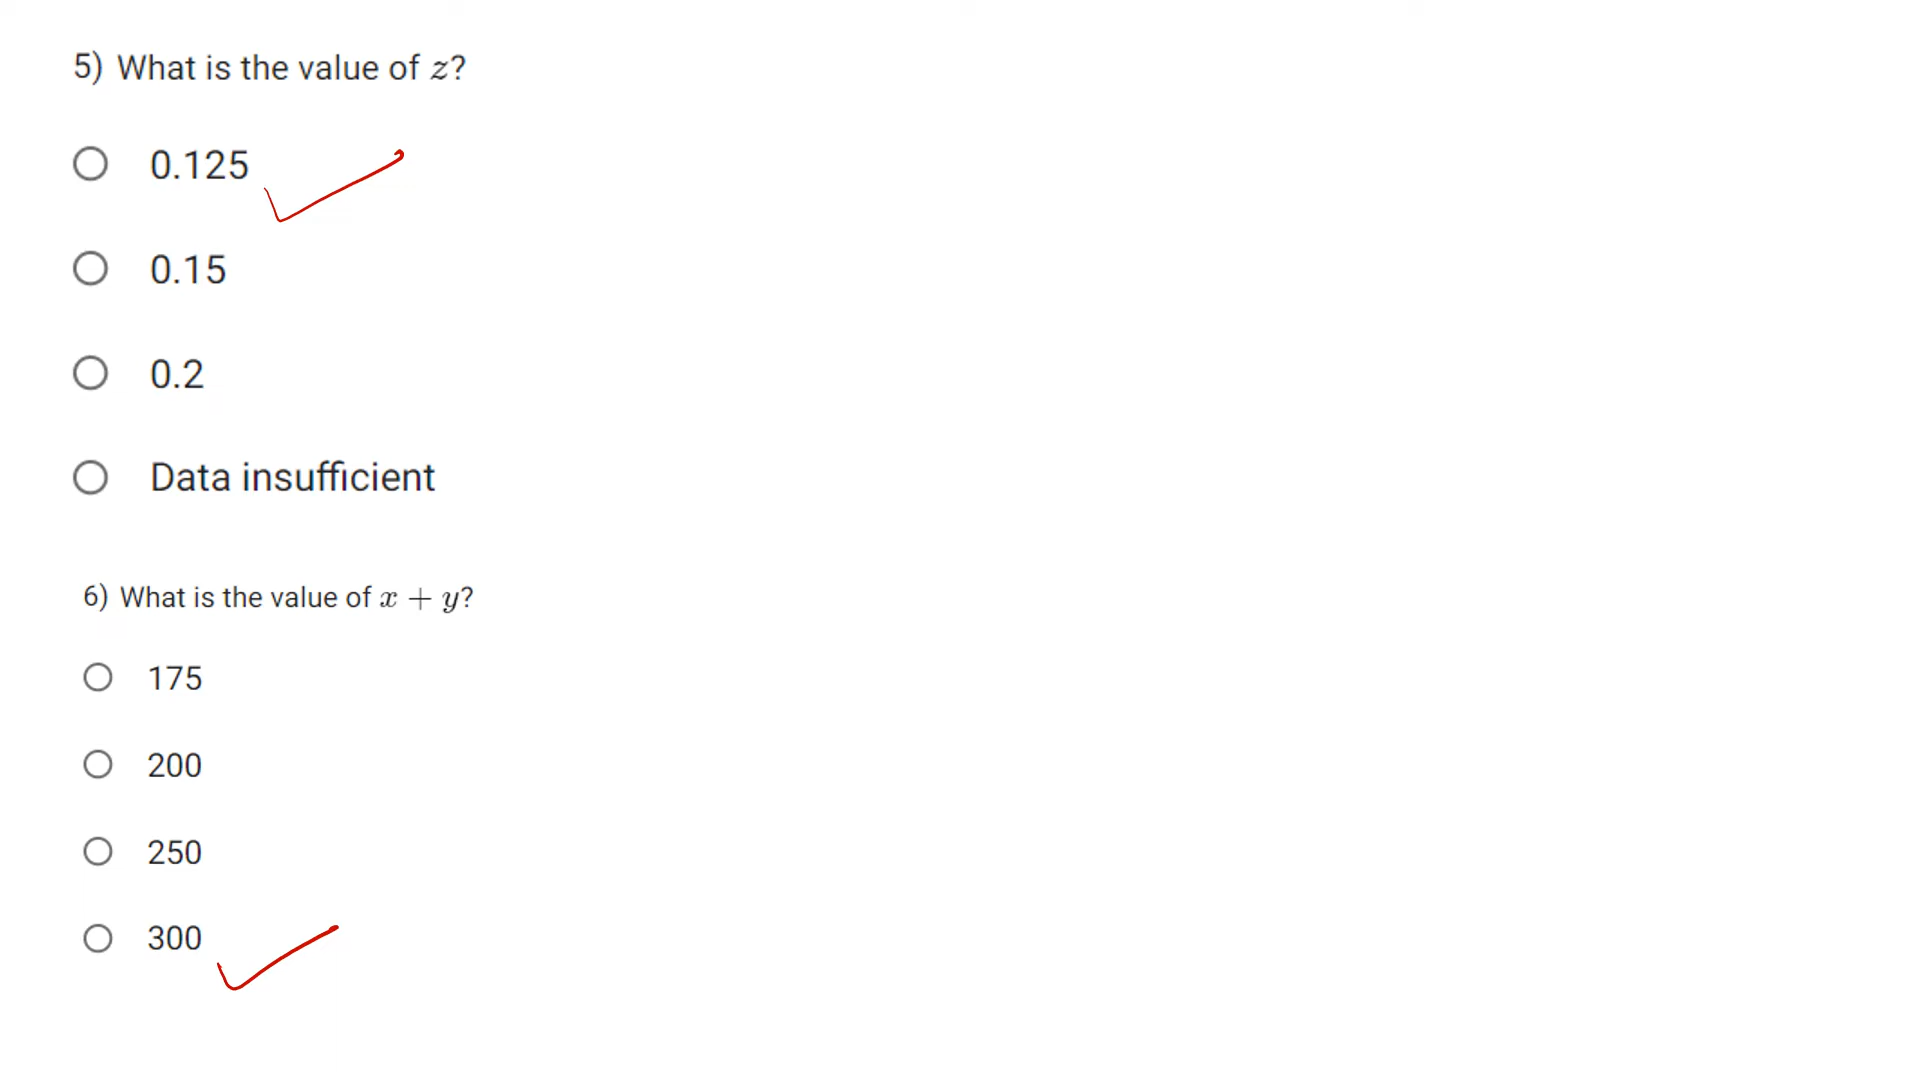 5) What is the value of z?
0.125
0.15
0.2
Data insufficient
6) What is the value of x + y?
175
200
250
300